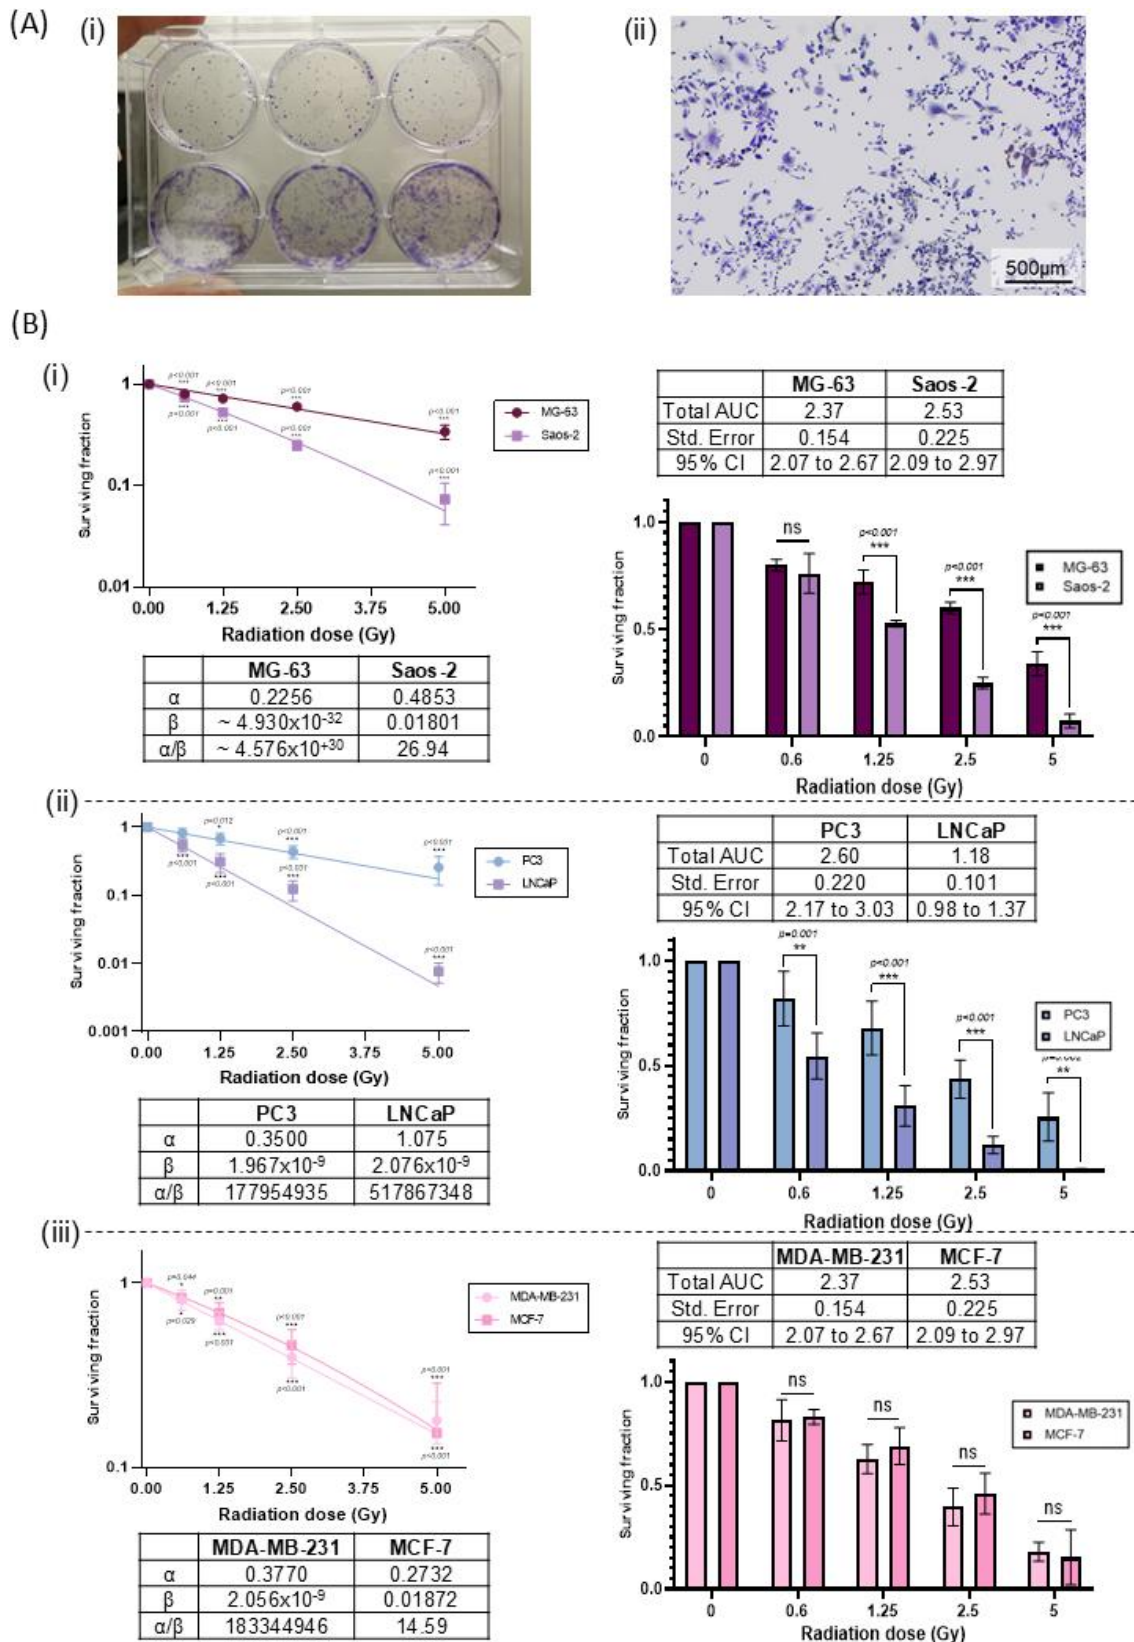 (A)
(i)
(ii)
500µm
(B)
(i)
Surviving fraction
1
0.1
0.01
p<0.001
***
***
p<0.001
p<0.001
***
***
p<0.001
p<0.001
***
p<0.001
***
p<0.001
***
p<0.001
***
MG-63
Saos-2
0.00 1.25 2.50 3.75 5.00
Radiation dose (Gy)
MG-63 Saos-2
α 0.2256 0.4853
β ~ 4.930x10-32 0.01801
α/β ~ 4.576x10+30 26.94
MG-63 Saos-2
Total AUC 2.37 2.53
Std. Error 0.154 0.225
95% CI 2.07 to 2.67 2.09 to 2.97
Surviving fraction
1.0
0.5
0.0
ns
p<0.001
***
p<0.001
***
p<0.001
***
MG-63
Saos-2
0 0.6 1.25 2.5 5
Radiation dose (Gy)
(ii)
Surviving fraction
1
0.1
0.01
0.001
***
p<0.001
p=0.012
*
***
p<0.001
p<0.001
***
p<0.001
***
p<0.001
***
p<0.001
***
PC3
LNCaP
0.00 1.25 2.50 3.75 5.00
Radiation dose (Gy)
PC3 LNCaP
α 0.3500 1.075
β 1.967x10-9 2.076x10-9
α/β 177954935 517867348
PC3 LNCaP
Total AUC 2.60 1.18
Std. Error 0.220 0.101
95% CI 2.17 to 3.03 0.98 to 1.37
Surviving fraction
1.0
0.5
0.0
p=0.001
**
p<0.001
***
p<0.001
***
**
PC3
LNCaP
0 0.6 1.25 2.5 5
Radiation dose (Gy)
(iii)
Surviving fraction
1
0.1
p=0.044
*
*
p=0.029
p=0.001
**
***
p<0.001
p<0.001
***
***
p<0.001
p<0.001
***
***
p<0.001
MDA-MB-231
MCF-7
0.00 1.25 2.50 3.75 5.00
Radiation dose (Gy)
MDA-MB-231 MCF-7
α 0.3770 0.2732
β 2.056x10-9 0.01872
α/β 183344946 14.59
MDA-MB-231 MCF-7
Total AUC 2.37 2.53
Std. Error 0.154 0.225
95% CI 2.07 to 2.67 2.09 to 2.97
Surviving fraction
1.0
0.5
0.0
ns
ns
ns
ns
MDA-MB-231
MCF-7
0 0.6 1.25 2.5 5
Radiation dose (Gy)